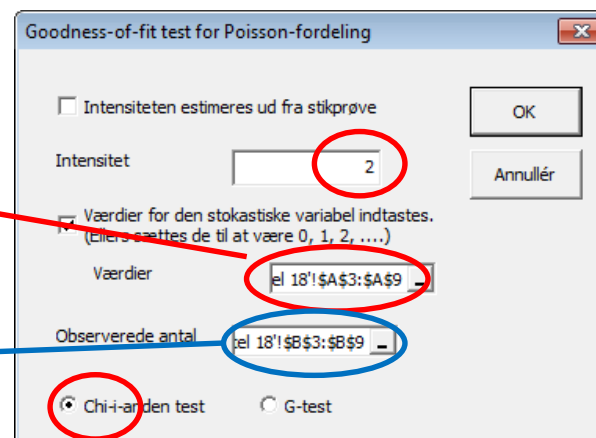 Goodness-of-fit test for Poisson-fordeling
Intensiteten estimeres ud fra stikprøve
OK
Intensitet
2
Annullér
Værdier for den stokastiske variabel indtastes.
(Ellers sættes de til at være 0, 1, 2, ....)
Værdier
el 18'!$A$3:$A$9
Observerede antal
tel 18'!$B$3:$B$9
Chi-i-anden test
G-test